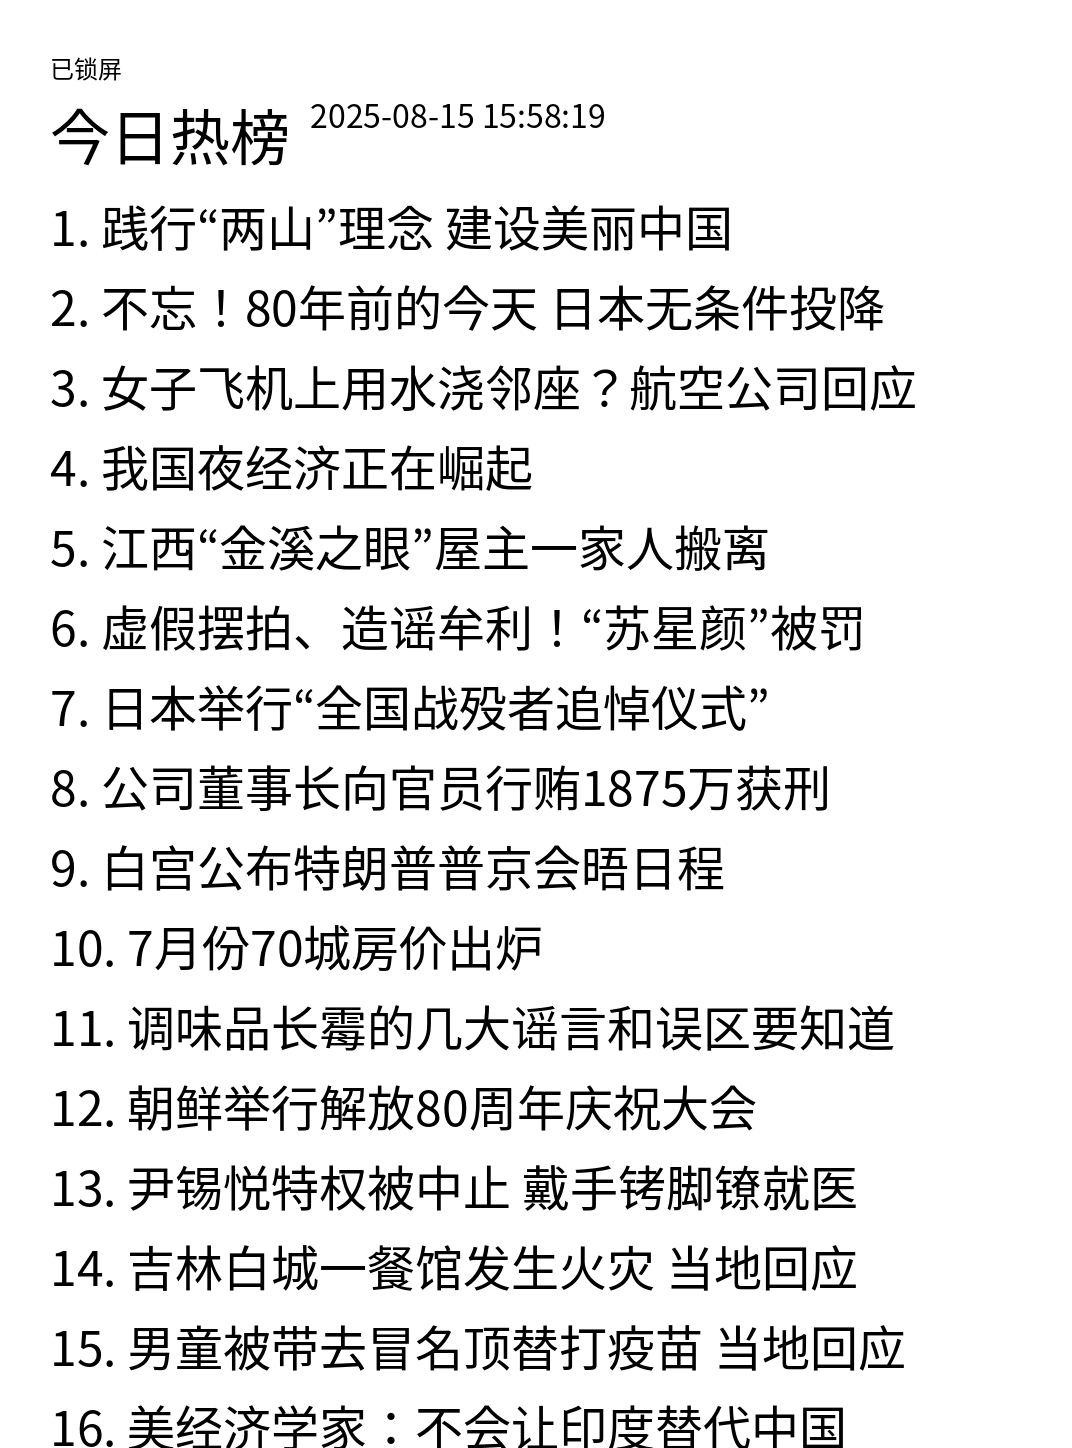 已锁屏
今日热榜 2025-08-15 15:58:19
1. 践行“两山”理念 建设美丽中国
2. 不忘！80年前的今天 日本无条件投降
3. 女子飞机上用水浇邻座？航空公司回应
4. 我国夜经济正在崛起
5. 江西“金溪之眼”屋主一家人搬离
6. 虚假摆拍、造谣牟利！“苏星颜”被罚
7. 日本举行“全国战殁者追悼仪式”
8. 公司董事长向官员行贿1875万获刑
9. 白宫公布特朗普普京会晤日程
10. 7月份70城房价出炉
11. 调味品长霉的几大谣言和误区要知道
12. 朝鲜举行解放80周年庆祝大会
13. 尹锡悦特权被中止 戴手铐脚镣就医
14. 吉林白城一餐馆发生火灾 当地回应
15. 男童被带去冒名顶替打疫苗 当地回应
16. 美经济学家：不会让印度替代中国